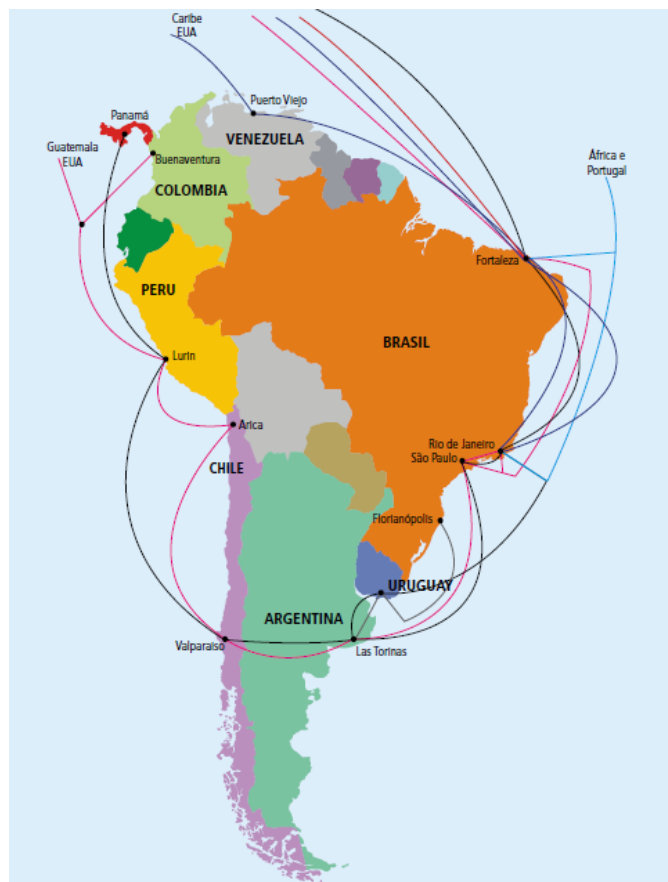 Caribe
EUA
Puerto Viejo
Panamá
VENEZUELA
Guatemala
EUA
Buenaventura
África e
Portugal
COLOMBIA
Fortaleza
PERU
BRASIL
Lurin
Arica
Rio de Janeiro
São Paulo
CHILE
Florianópolis
URUGUAY
ARGENTINA
Valparaiso
Las Torinas